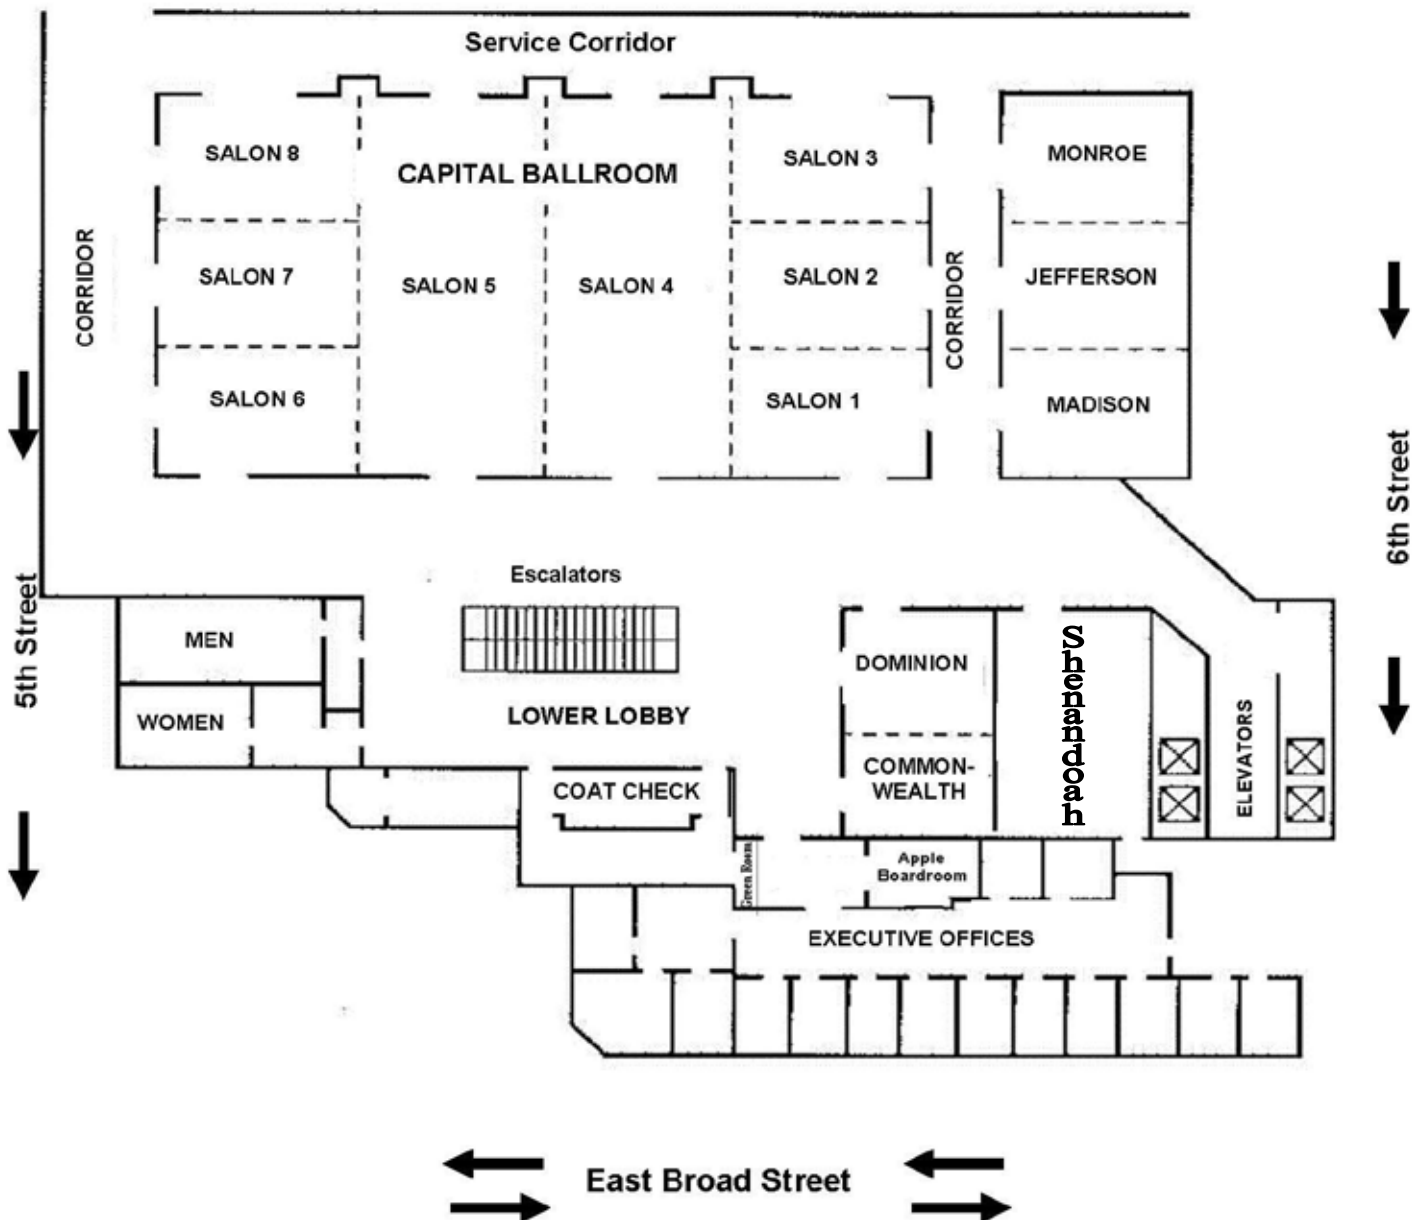 Service Corridor
SALON 8
CAPITAL BALLROOM
SALON 3
MONROE
CORRIDOR
SALON 7
SALON 5
SALON 4
SALON 2
CORRIDOR
JEFFERSON
SALON 6
SALON 1
MADISON
6th Street
5th Street
Escalators
MEN
WOMEN
LOWER LOBBY
DOMINION
COMMON-
WEALTH
Shenandoah
ELEVATORS
COAT CHECK
Green Room
Apple
Boardroom
EXECUTIVE OFFICES
East Broad Street